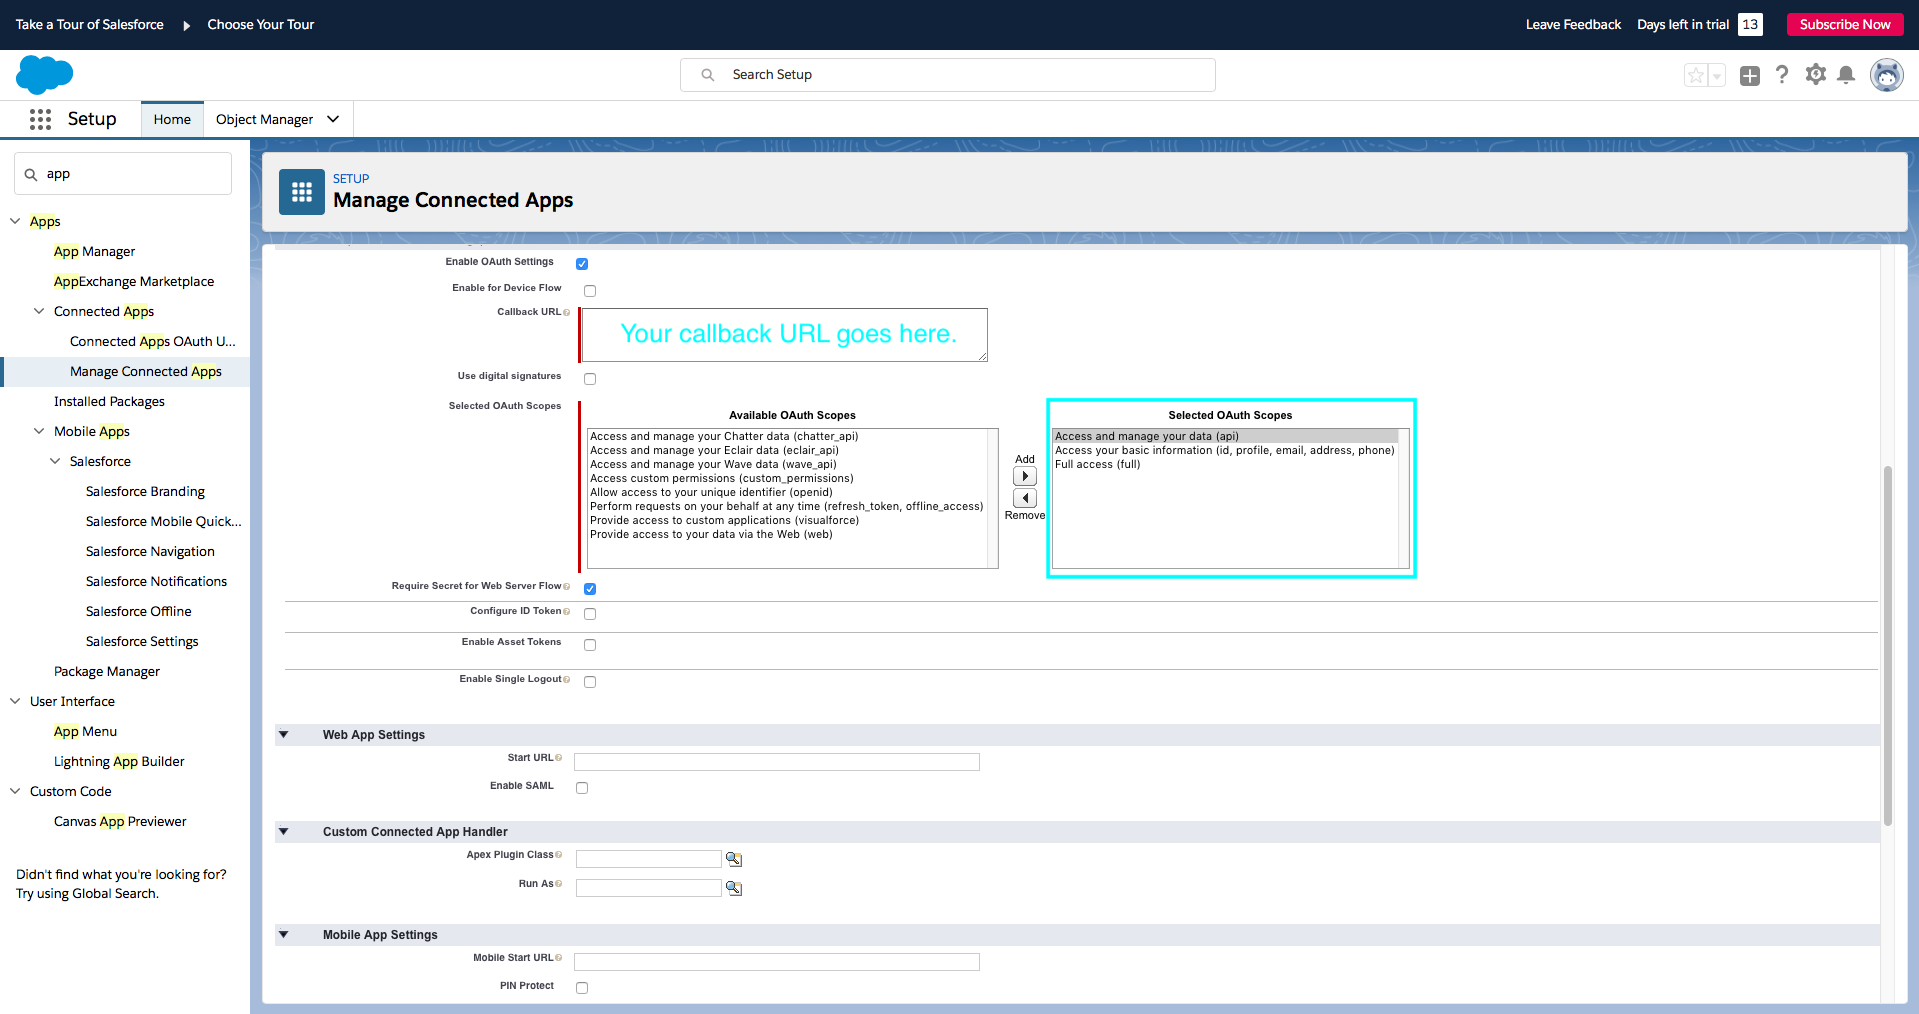 Take a Tour of Salesforce
Choose Your Tour
Leave Feedback
Days left in trial
13
Subscribe Now
Search Setup
Setup
Home
Object Manager
app
Apps
App Manager
AppExchange Marketplace
Connected Apps
Connected Apps OAuth U...
Manage Connected Apps
Installed Packages
Mobile Apps
Salesforce
Salesforce Branding
Salesforce Mobile Quick...
Salesforce Navigation
Salesforce Notifications
Salesforce Offline
Salesforce Settings
Package Manager
User Interface
App Menu
Lightning App Builder
Custom Code
Canvas App Previewer
Didn't find what you're looking for?
Try using Global Search.
SETUP
Manage Connected Apps
Enable OAuth Settings
Enable for Device Flow
Callback URL
Your callback URL goes here.
Use digital signatures
Selected OAuth Scopes
Available OAuth Scopes
Access and manage your Chatter data (chatter_api)
Access and manage your Eclair data (eclair_api)
Access and manage your Wave data (wave_api)
Access custom permissions (custom_permissions)
Allow access to your unique identifier (openid)
Perform requests on your behalf at any time (refresh_token, offline_access)
Provide access to custom applications (visualforce)
Provide access to your data via the Web (web)
Add
Remove
Selected OAuth Scopes
Access and manage your data (api)
Access your basic information (id, profile, email, address, phone)
Full access (full)
Require Secret for Web Server Flow
Configure ID Token
Enable Asset Tokens
Enable Single Logout
Web App Settings
Start URL
Enable SAML
Custom Connected App Handler
Apex Plugin Class
Run As
Mobile App Settings
Mobile Start URL
PIN Protect